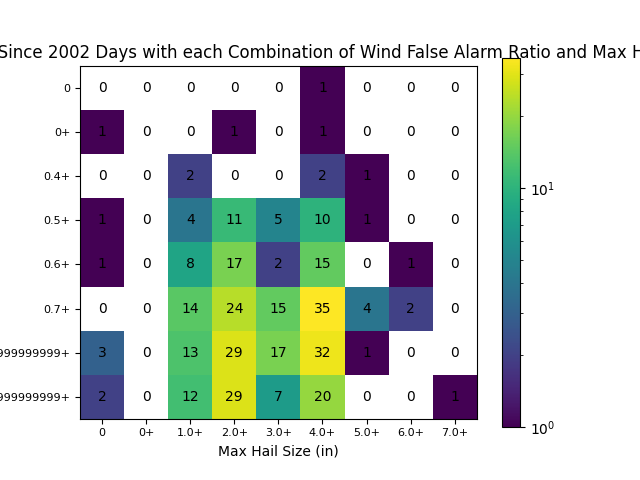 Since 2002 Days with each Combination of Wind False Alarm Ratio and Max H
0 0 0 0 0 0 1 0 0 0
0+ 1 0 0 1 0 1 0 0 0
0.4+ 0 0 2 0 0 2 1 0 0
0.5+ 1 0 4 11 5 10 1 0 0
0.6+ 1 0 8 17 2 15 0 1 0
0.7+ 0 0 14 24 15 35 4 2 0
999999999+ 3 0 13 29 17 32 1 0 0
999999999+ 2 0 12 29 7 20 0 0 1
0 0+ 1.0+ 2.0+ 3.0+ 4.0+ 5.0+ 6.0+ 7.0+
Max Hail Size (in)
10¹
10⁰